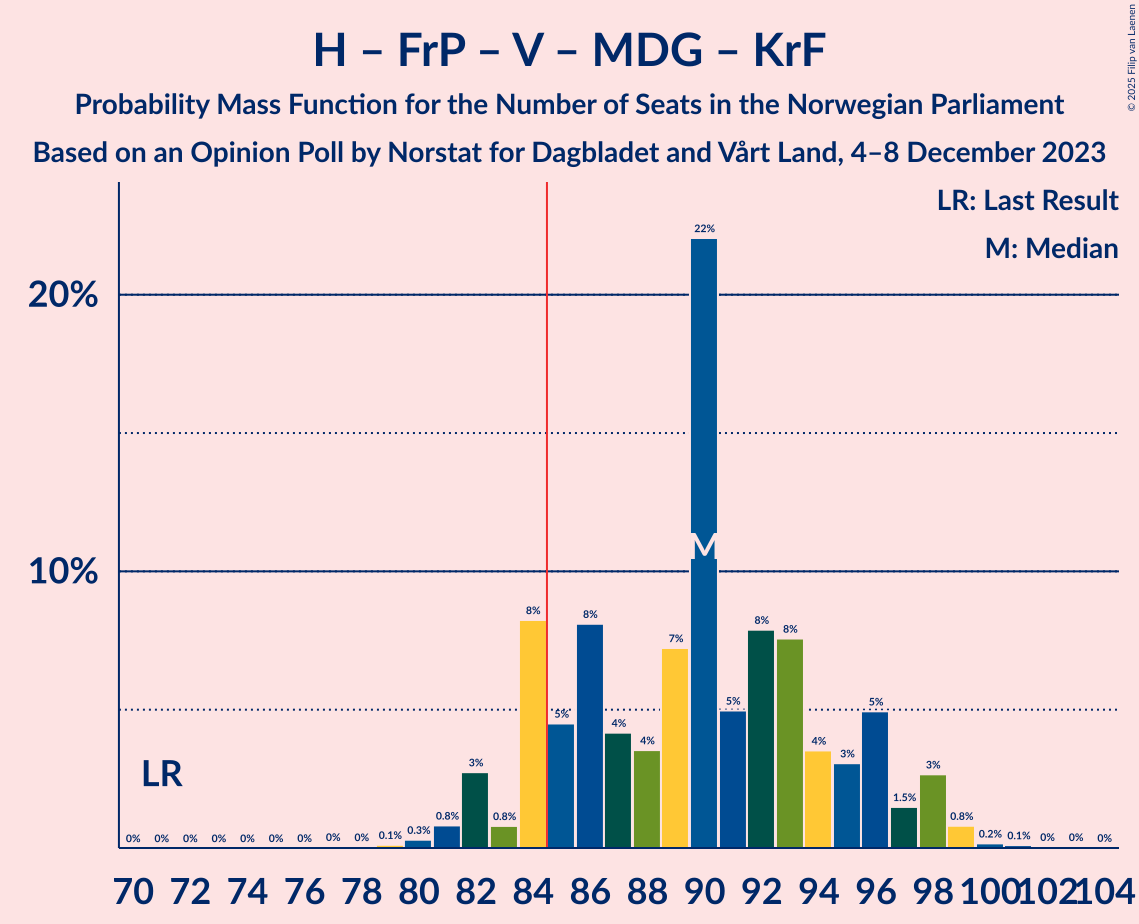 H – FrP – V – MDG – KrF
Probability Mass Function for the Number of Seats in the Norwegian Parliament
Based on an Opinion Poll by Norstat for Dagbladet and Vårt Land, 4–8 December 2023
© 2025 Filip van Laenen
LR: Last Result
M: Median
20%
10%
LR
M
0% 0% 0% 0% 0% 0% 0% 0% 0% 0.1% 0.3% 0.8% 3% 0.8% 8% 5% 8% 4% 4% 7% 22% 5% 8% 8% 4% 3% 5% 1.5% 3% 0.8% 0.2% 0.1% 0% 0% 0%
70 72 74 76 78 80 82 84 86 88 90 92 94 96 98 100 102 104